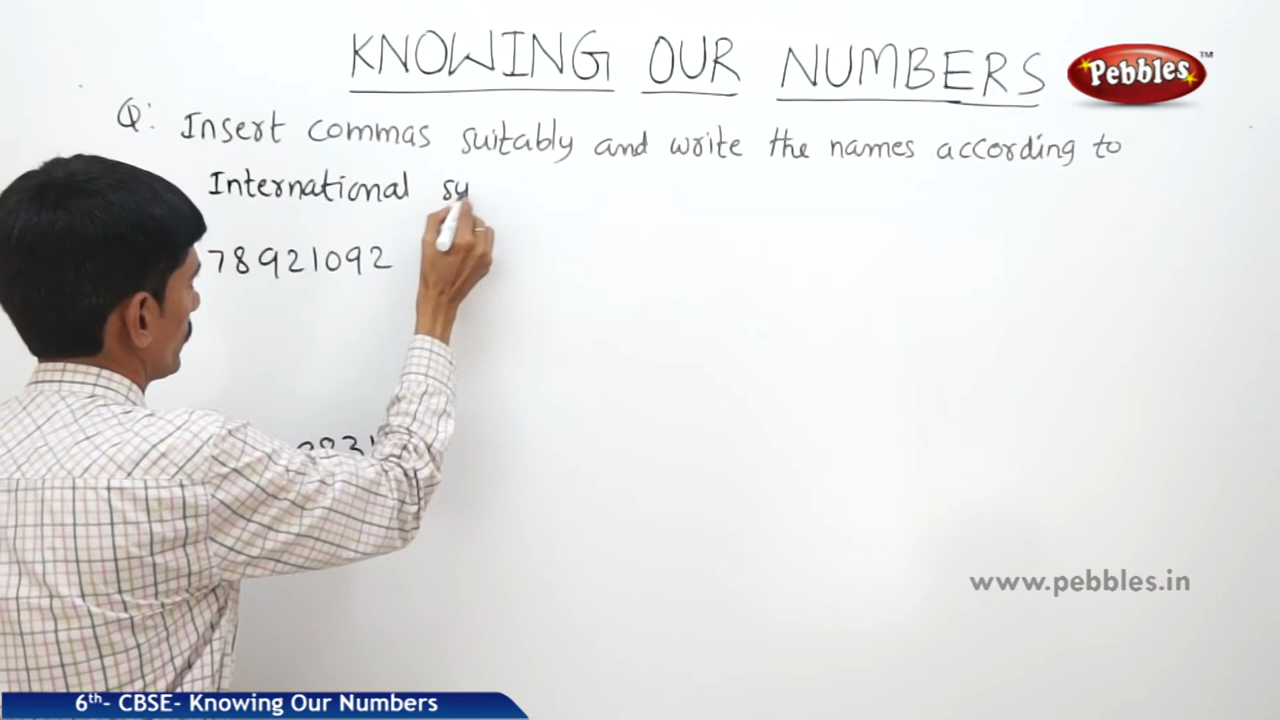 KNOWING OUR NUMBERS
Pebbles™
Q: Insert commas suitably and write the names according to
International sy
78921092
www.pebbles.in
6th- CBSE- Knowing Our Numbers